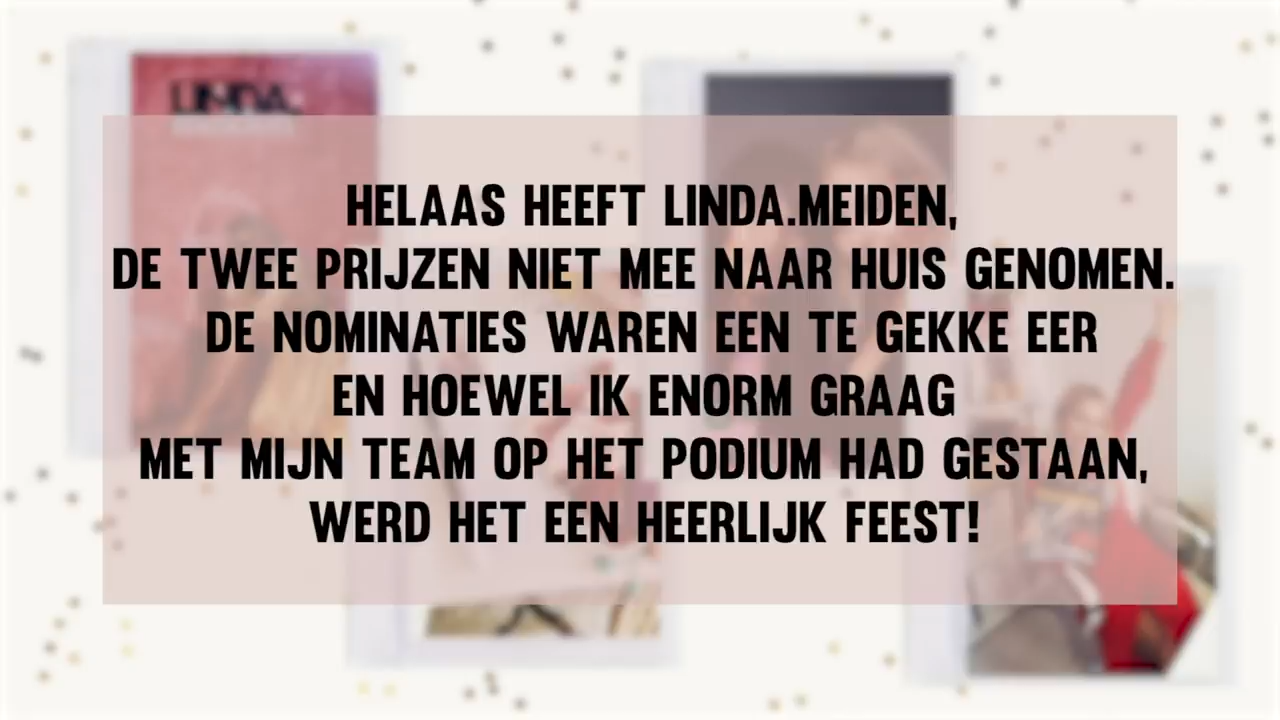 LINDA.
HELAAS HEEFT LINDA.MEIDEN,
DE TWEE PRIJZEN NIET MEE NAAR HUIS GENOMEN.
DE NOMINATIES WAREN EEN TE GEKKE EER
EN HOEWEL IK ENORM GRAAG
MET MIJN TEAM OP HET PODIUM HAD GESTAAN,
WERD HET EEN HEERLIJK FEEST!